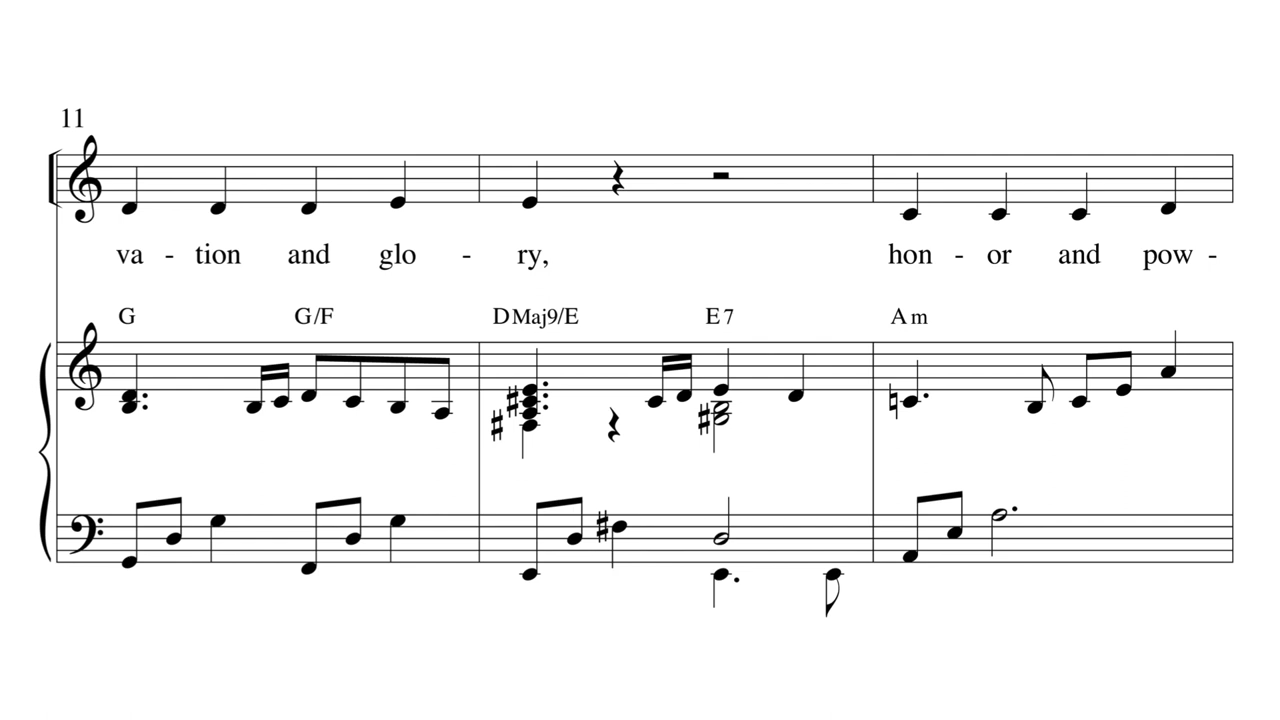 11
va - tion and glo - ry, hon - or and pow -
G G/F DMaj9/E E7 Am